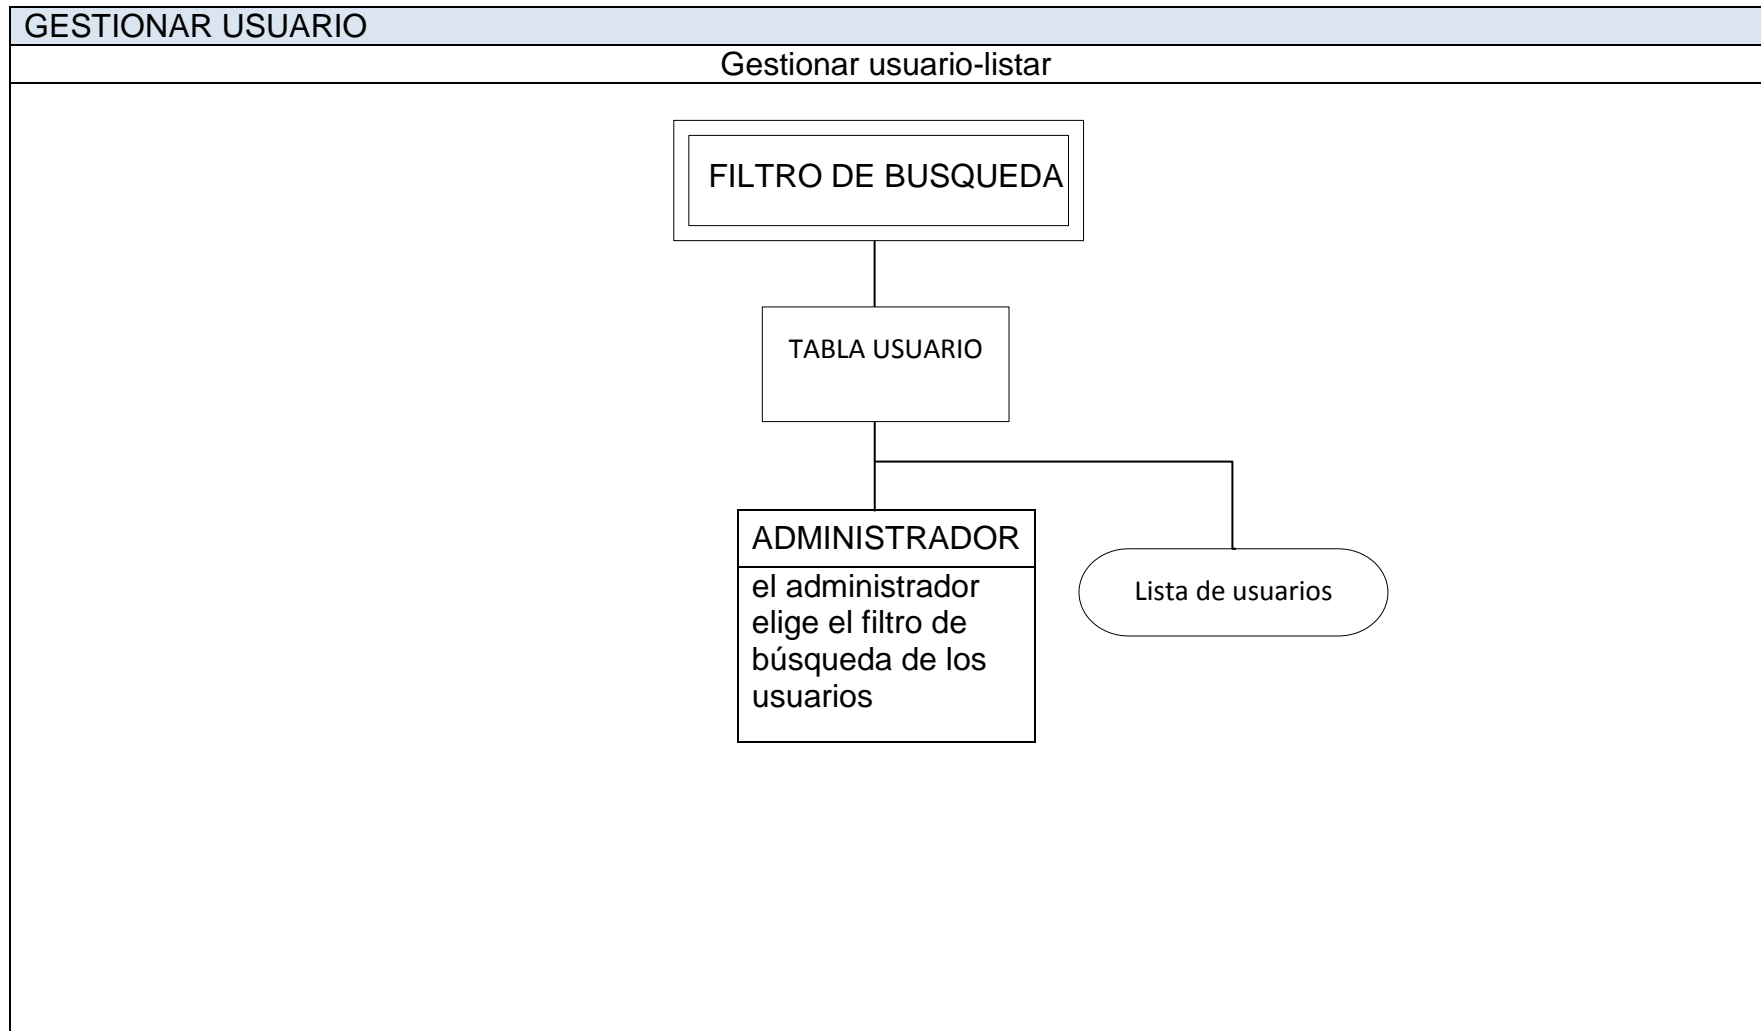 GESTIONAR USUARIO
Gestionar usuario-listar
FILTRO DE BUSQUEDA
TABLA USUARIO
ADMINISTRADOR
el administrador
elige el filtro de
búsqueda de los
usuarios
Lista de usuarios